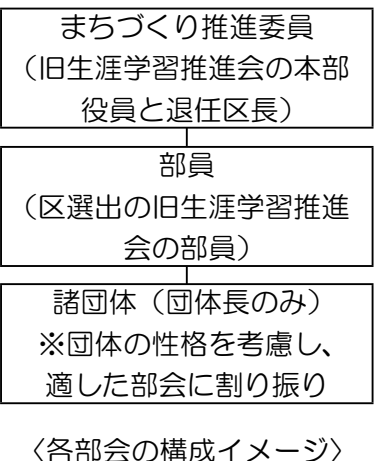 まちづくり推進委員
（旧生涯学習推進会の本部
役員と退任区長）
部員
（区選出の旧生涯学習推進
会の部員）
諸団体（団体長のみ）
※団体の性格を考慮し、
適した部会に割り振り
〈各部会の構成イメージ〉